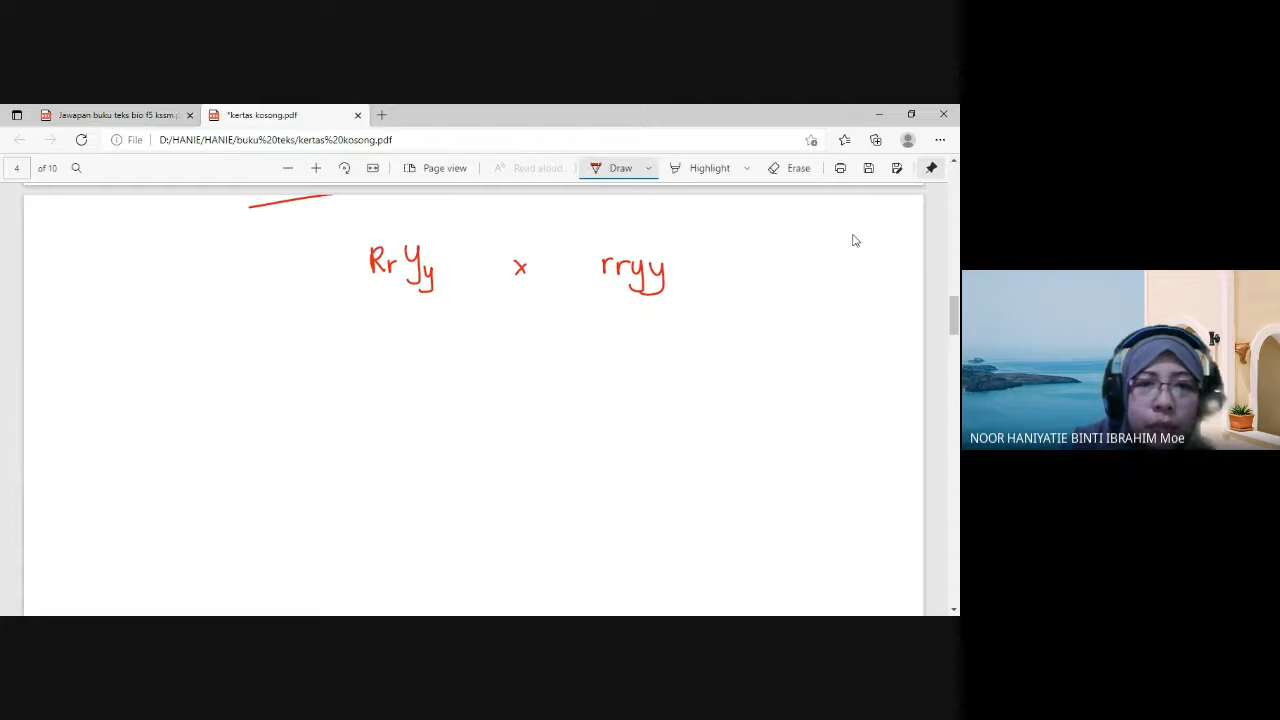 Jawapan buku teks bio f5 kssm.p
*kertas kosong.pdf
File D:/HANIE/HANIE/buku%20teks/kertas%20kosong.pdf
4 of 10 Page view Read aloud Draw Highlight Erase
RrYy x rryy
NOOR HANIYATIE BINTI IBRAHIM Moe